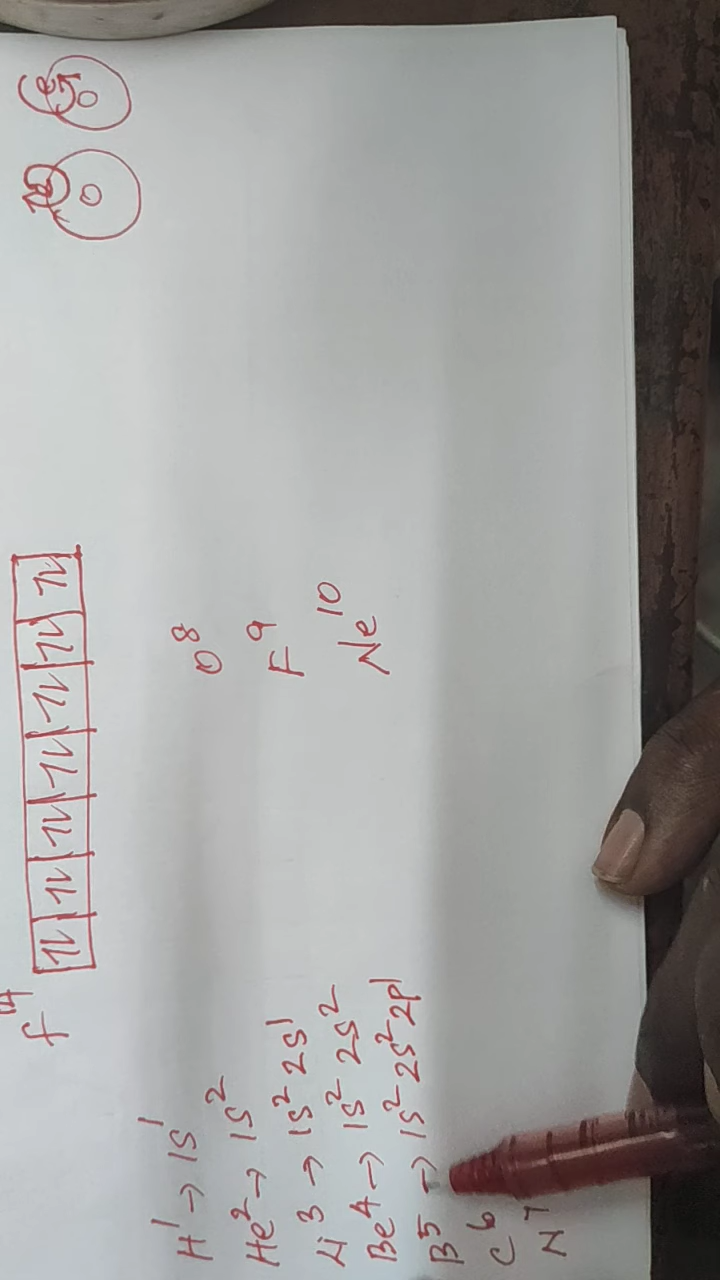 f¹⁴
H¹ → 1s¹
He² → 1s²
Li³ → 1s² 2s¹
Be⁴ → 1s² 2s²
B⁵ → 1s² 2s² 2p¹
C⁶
N⁷
O⁸
F⁹
Ne¹⁰